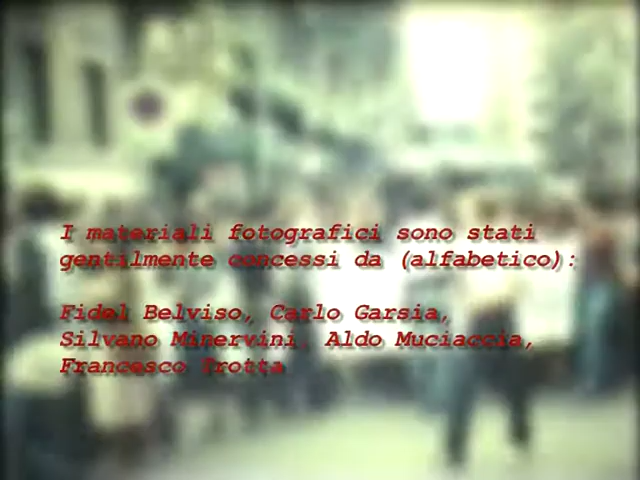 I materiali fotografici sono stati
gentilmente concessi da (alfabetico):
Fidel Belviso, Carlo Garsia,
Silvano Minervini, Aldo Muciaccia,
Francesco Trotta